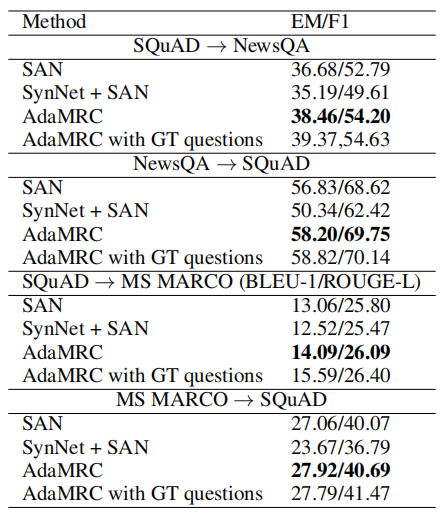 Method EM/F1
SQuAD → NewsQA
SAN 36.68/52.79
SynNet + SAN 35.19/49.61
AdaMRC 38.46/54.20
AdaMRC with GT questions 39.37,54.63
NewsQA → SQuAD
SAN 56.83/68.62
SynNet + SAN 50.34/62.42
AdaMRC 58.20/69.75
AdaMRC with GT questions 58.82/70.14
SQuAD → MS MARCO (BLEU-1/ROUGE-L)
SAN 13.06/25.80
SynNet + SAN 12.52/25.47
AdaMRC 14.09/26.09
AdaMRC with GT questions 15.59/26.40
MS MARCO → SQuAD
SAN 27.06/40.07
SynNet + SAN 23.67/36.79
AdaMRC 27.92/40.69
AdaMRC with GT questions 27.79/41.47